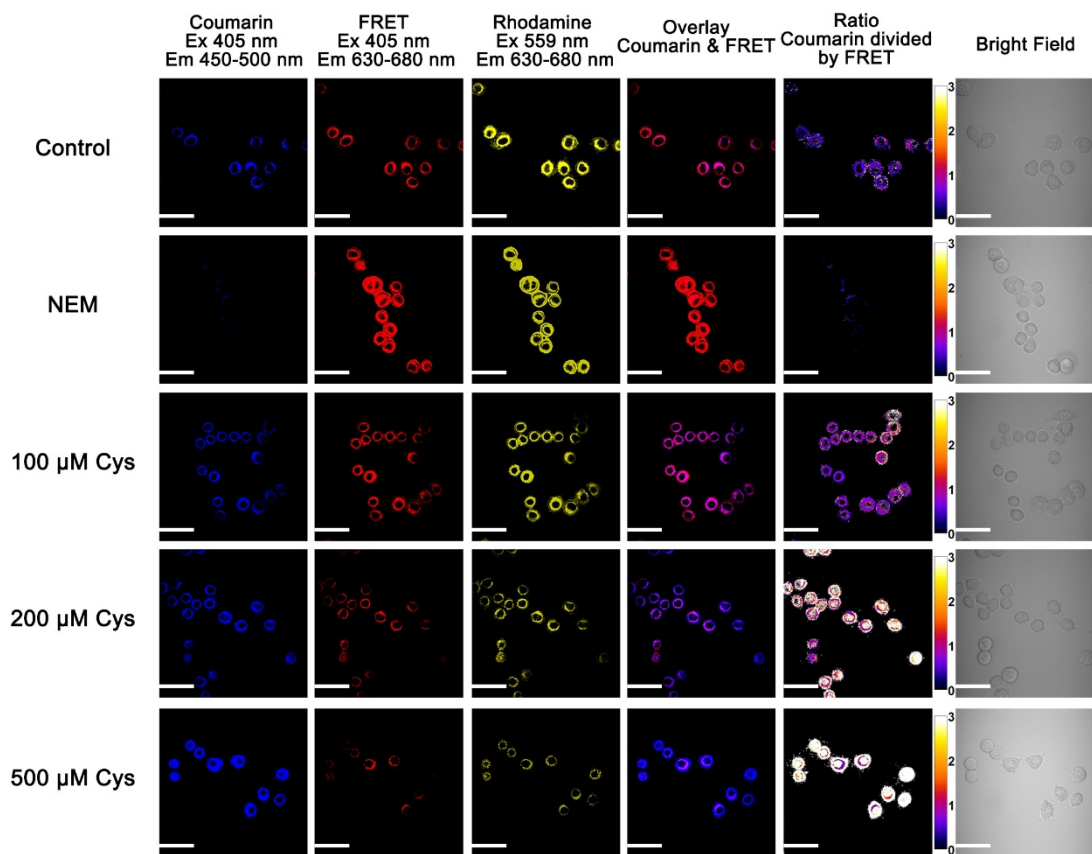 Coumarin
Ex 405 nm
Em 450-500 nm
FRET
Ex 405 nm
Em 630-680 nm
Rhodamine
Ex 559 nm
Em 630-680 nm
Overlay
Coumarin & FRET
Ratio
Coumarin divided
by FRET
Bright Field
Control
3
2
1
0
NEM
3
2
1
0
100 μM Cys
3
2
1
0
200 μM Cys
3
2
1
0
500 μM Cys
3
2
1
0